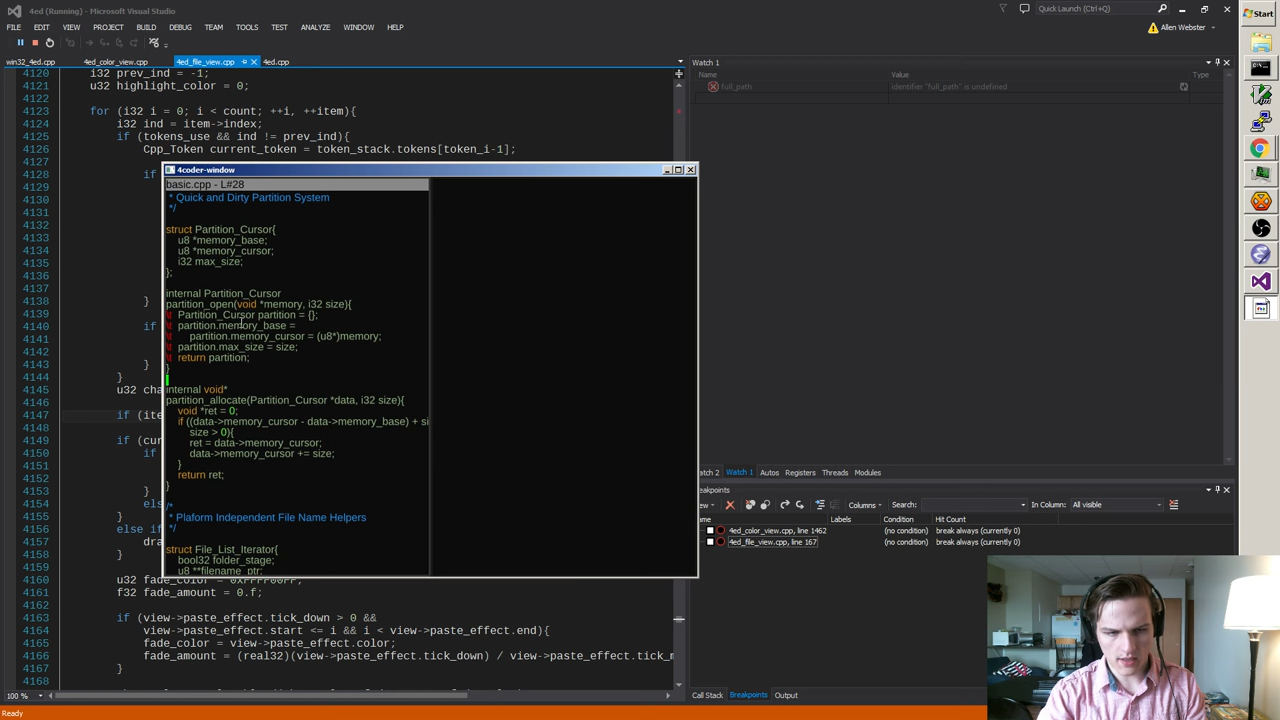 4ed (Running) - Microsoft Visual Studio
Quick Launch (Ctrl+Q)
Start
FILE EDIT VIEW PROJECT BUILD DEBUG TEAM TOOLS TEST ANALYZE WINDOW HELP
Allen Webster
win32_4ed.cpp 4ed_color_view.cpp 4ed_file_view.cpp 4ed.cpp
4120 i32 prev_ind = -1;
4121 u32 highlight_color = 0;
4122
4123 for (i32 i = 0; i < count; ++i, ++item){
4124 i32 ind = item->index;
4125 if (tokens_use && ind != prev_ind){
4126 Cpp_Token current_token = token_stack.tokens[token_i-1];
4127
4128 if
4129
4130
4131
4132
4133
4134
4135
4136
4137
4138 }
4139
4140 if
4141
4142
4143 }
4144 }
4145 u32 cha
4146
4147 if (ite
4148
4149 if (cur
4150 if
4151
4152
4153 }
4154 els
4155 }
4156 else if
4157 dra
4158 }
4159
4160 u32 fade_color = 0xFFFF00FF;
4161 f32 fade_amount = 0.f;
4162
4163 if (view->paste_effect.tick_down > 0 &&
4164 view->paste_effect.start <= i && i < view->paste_effect.end){
4165 fade_color = view->paste_effect.color;
4166 fade_amount = (real32)(view->paste_effect.tick_down) / view->paste_effect.tick_m
4167 }
4168
100 %
Ready
4coder-window
basic.cpp - L#28
* Quick and Dirty Partition System
*/
struct Partition_Cursor{
u8 *memory_base;
u8 *memory_cursor;
i32 max_size;
};
internal Partition_Cursor
partition_open(void *memory, i32 size){
\t Partition_Cursor partition = {};
\t partition.memory_base =
\t partition.memory_cursor = (u8*)memory;
\t partition.max_size = size;
\t return partition;
}
internal void*
partition_allocate(Partition_Cursor *data, i32 size){
void *ret = 0;
if ((data->memory_cursor - data->memory_base) + si
size > 0){
ret = data->memory_cursor;
data->memory_cursor += size;
}
return ret;
}
/*
* Plaform Independent File Name Helpers
*/
struct File_List_Iterator{
bool32 folder_stage;
u8 **filename_ptr;
Watch 1
Name Value Type
full_path identifier "full_path" is undefined
Watch 2 Watch 1 Autos Registers Threads Modules
Breakpoints
New Columns Search: In Column: All visible
Name Labels Condition Hit Count
4ed_color_view.cpp, line 1462 (no condition) break always (currently 0)
4ed_file_view.cpp, line 167 (no condition) break always (currently 0)
Call Stack Breakpoints Output